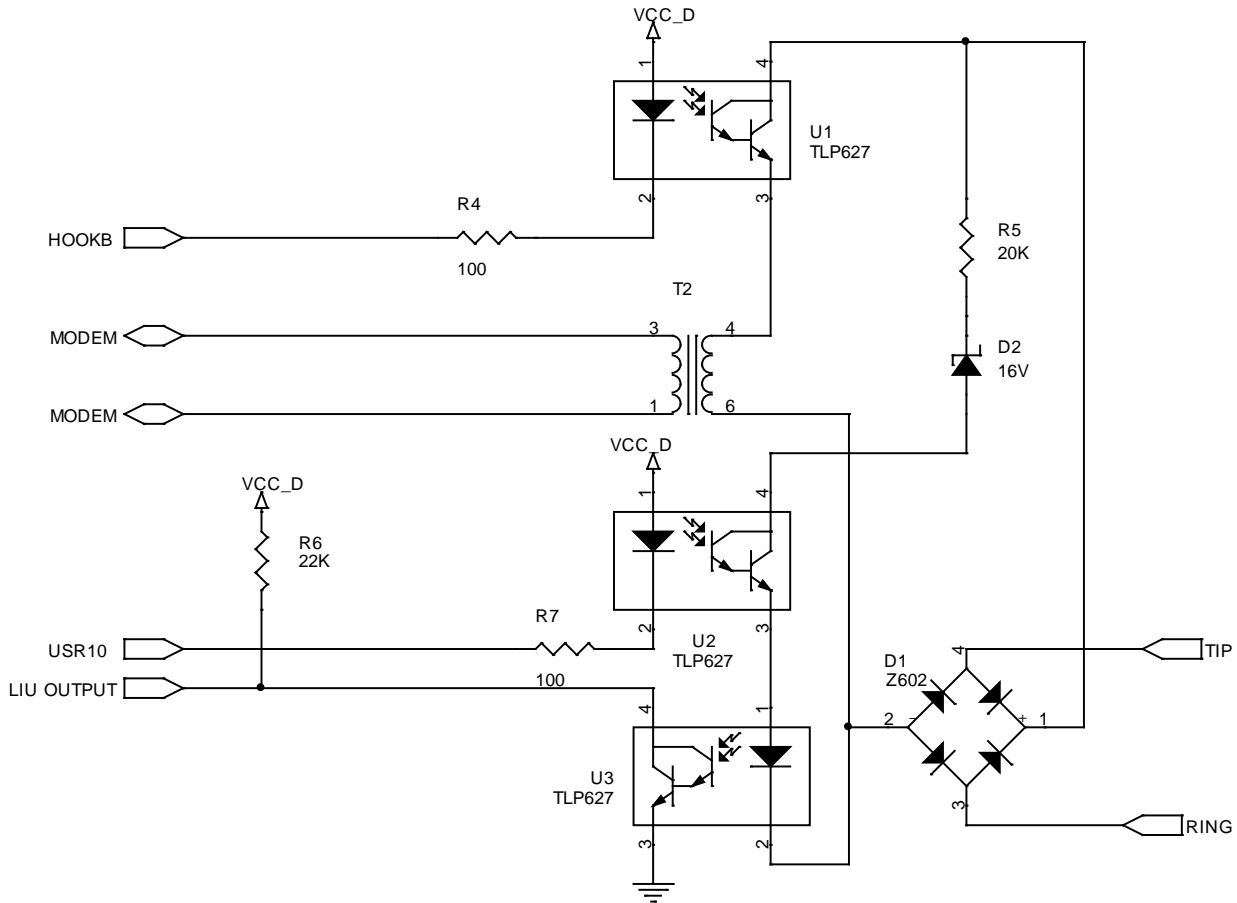 VCC_D
1
4
U1
TLP627
2
3
R4
HOOKB
100
R5
20K
T2
MODEM
3
4
D2
16V
MODEM
1
6
VCC_D
VCC_D
1
4
R6
22K
R7
2
3
USR10
U2
TLP627
4
TIP
LIU OUTPUT
100
D1
Z602
4
1
2
-
+
1
U3
TLP627
3
RING
3
2